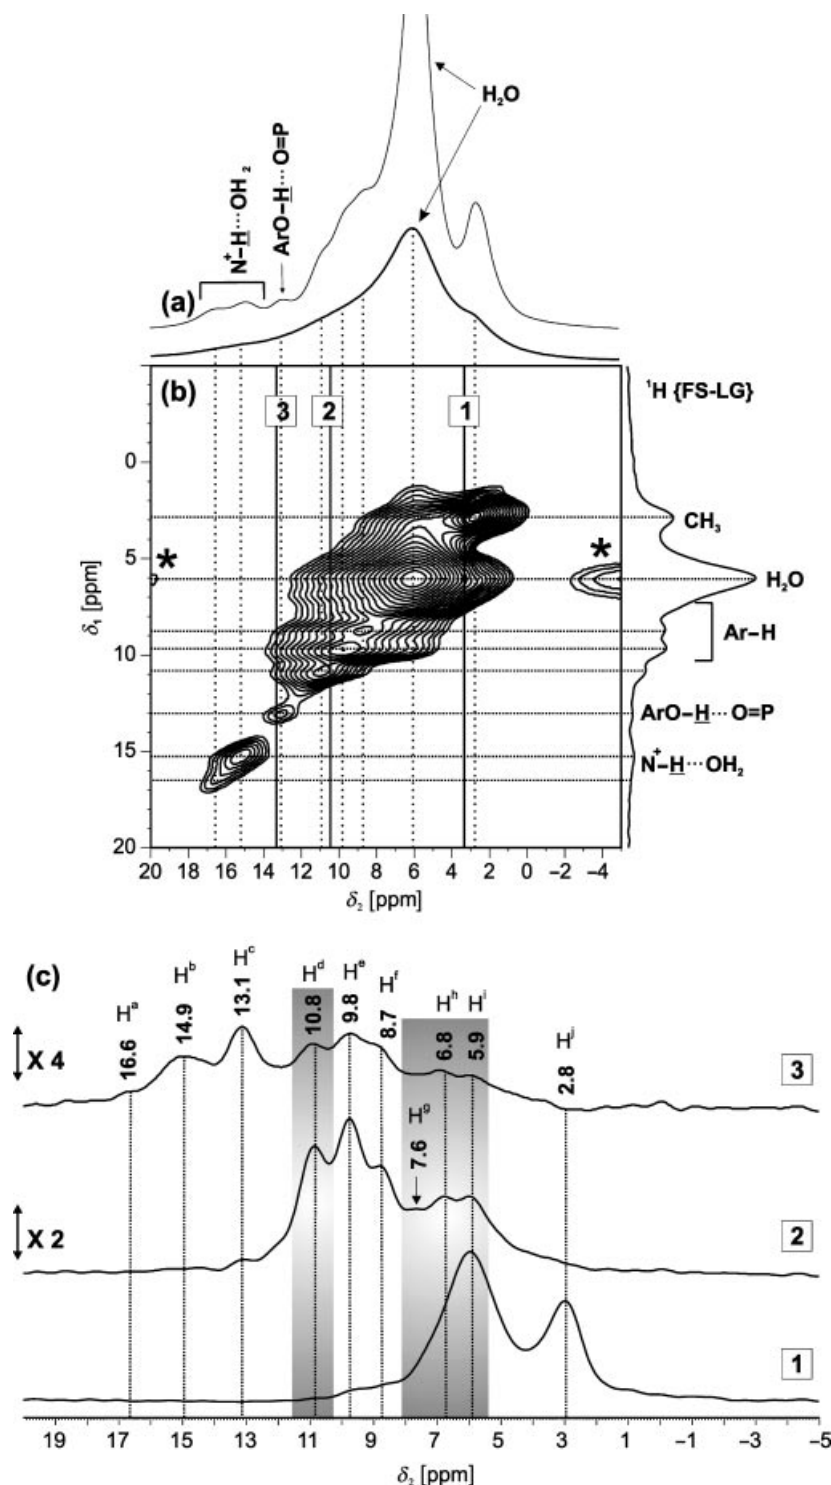 H₂O
N⁺–H···OH₂
ArO–H···O=P
(a)
(b)
3
2
1
¹H {FS-LG}
*
*
0
5
10
15
20
δ₁ [ppm]
CH₃
H₂O
Ar–H
ArO–H···O=P
N⁺–H···OH₂
20 18 16 14 12 10 8 6 4 2 0 –2 –4
δ₂ [ppm]
(c)
Hᵃ Hᵇ Hᶜ Hᵈ Hᵉ Hᶠ Hʰ Hⁱ Hʲ
16.6 14.9 13.1 10.8 9.8 8.7 6.8 5.9 2.8
X 4
3
Hᵍ
7.6
X 2
2
1
19 17 15 13 11 9 7 5 3 1 –1 –3 –5
δ₂ [ppm]